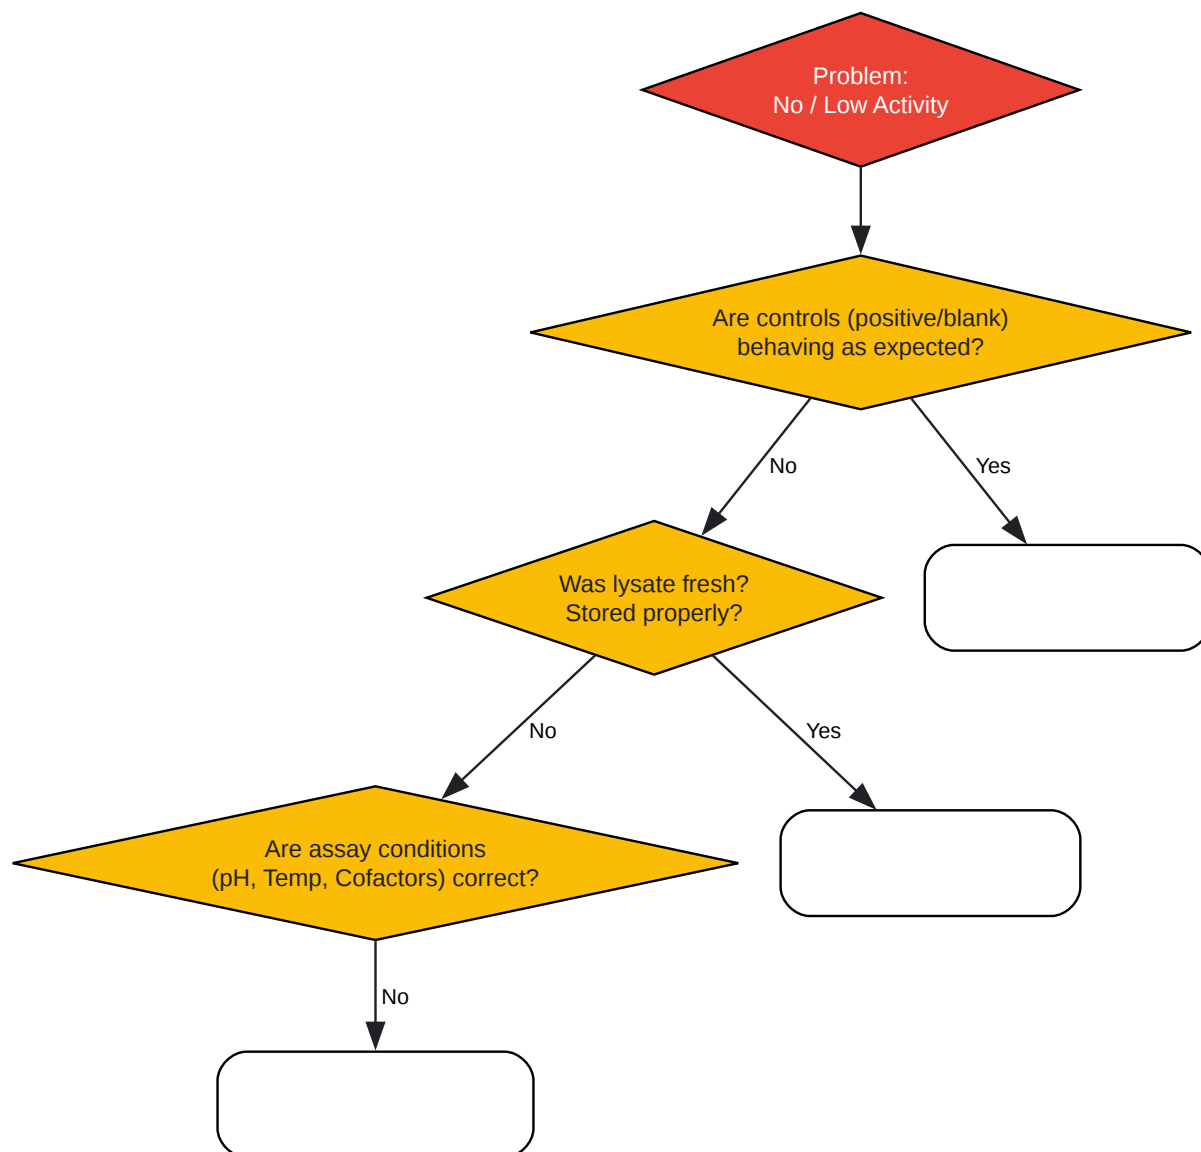 Problem:
No / Low Activity
Are controls (positive/blank)
behaving as expected?
No
Yes
Was lysate fresh?
Stored properly?
No
Yes
Are assay conditions
(pH, Temp, Cofactors) correct?
No